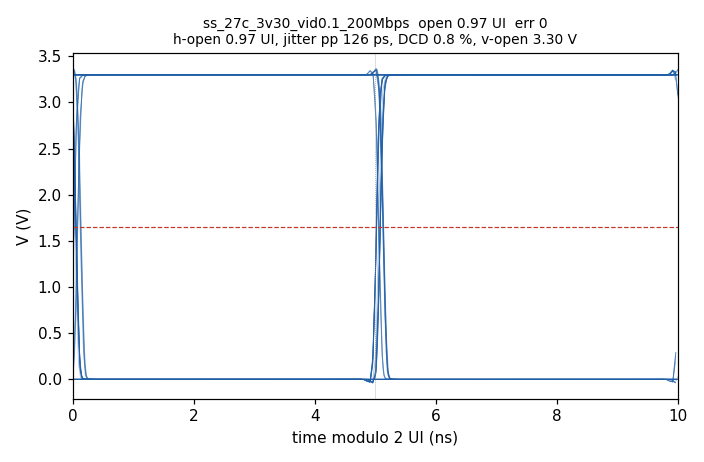 ss_27c_3v30_vid0.1_200Mbps  open 0.97 UI  err 0
h-open 0.97 UI, jitter pp 126 ps, DCD 0.8 %, v-open 3.30 V
3.5
3.0
2.5
2.0
1.5
1.0
0.5
0.0
V (V)
0 2 4 6 8 10
time modulo 2 UI (ns)